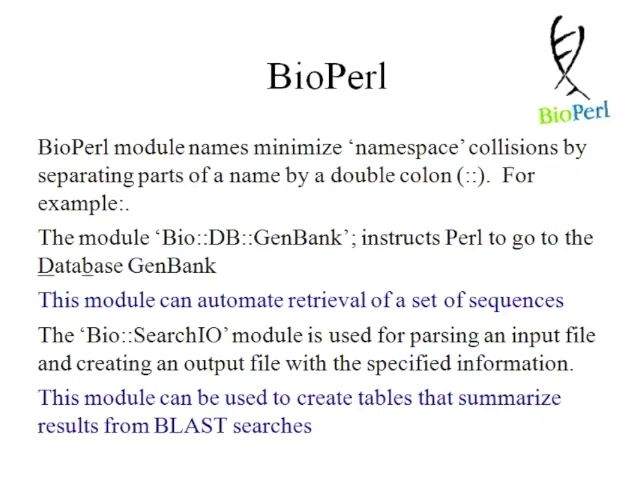 BioPerl
BioPerl
BioPerl module names minimize ‘namespace’ collisions by
separating parts of a name by a double colon (::).  For
example:.
The module ‘Bio::DB::GenBank’; instructs Perl to go to the
Database GenBank
This module can automate retrieval of a set of sequences
The ‘Bio::SearchIO’ module is used for parsing an input file
and creating an output file with the specified information.
This module can be used to create tables that summarize
results from BLAST searches